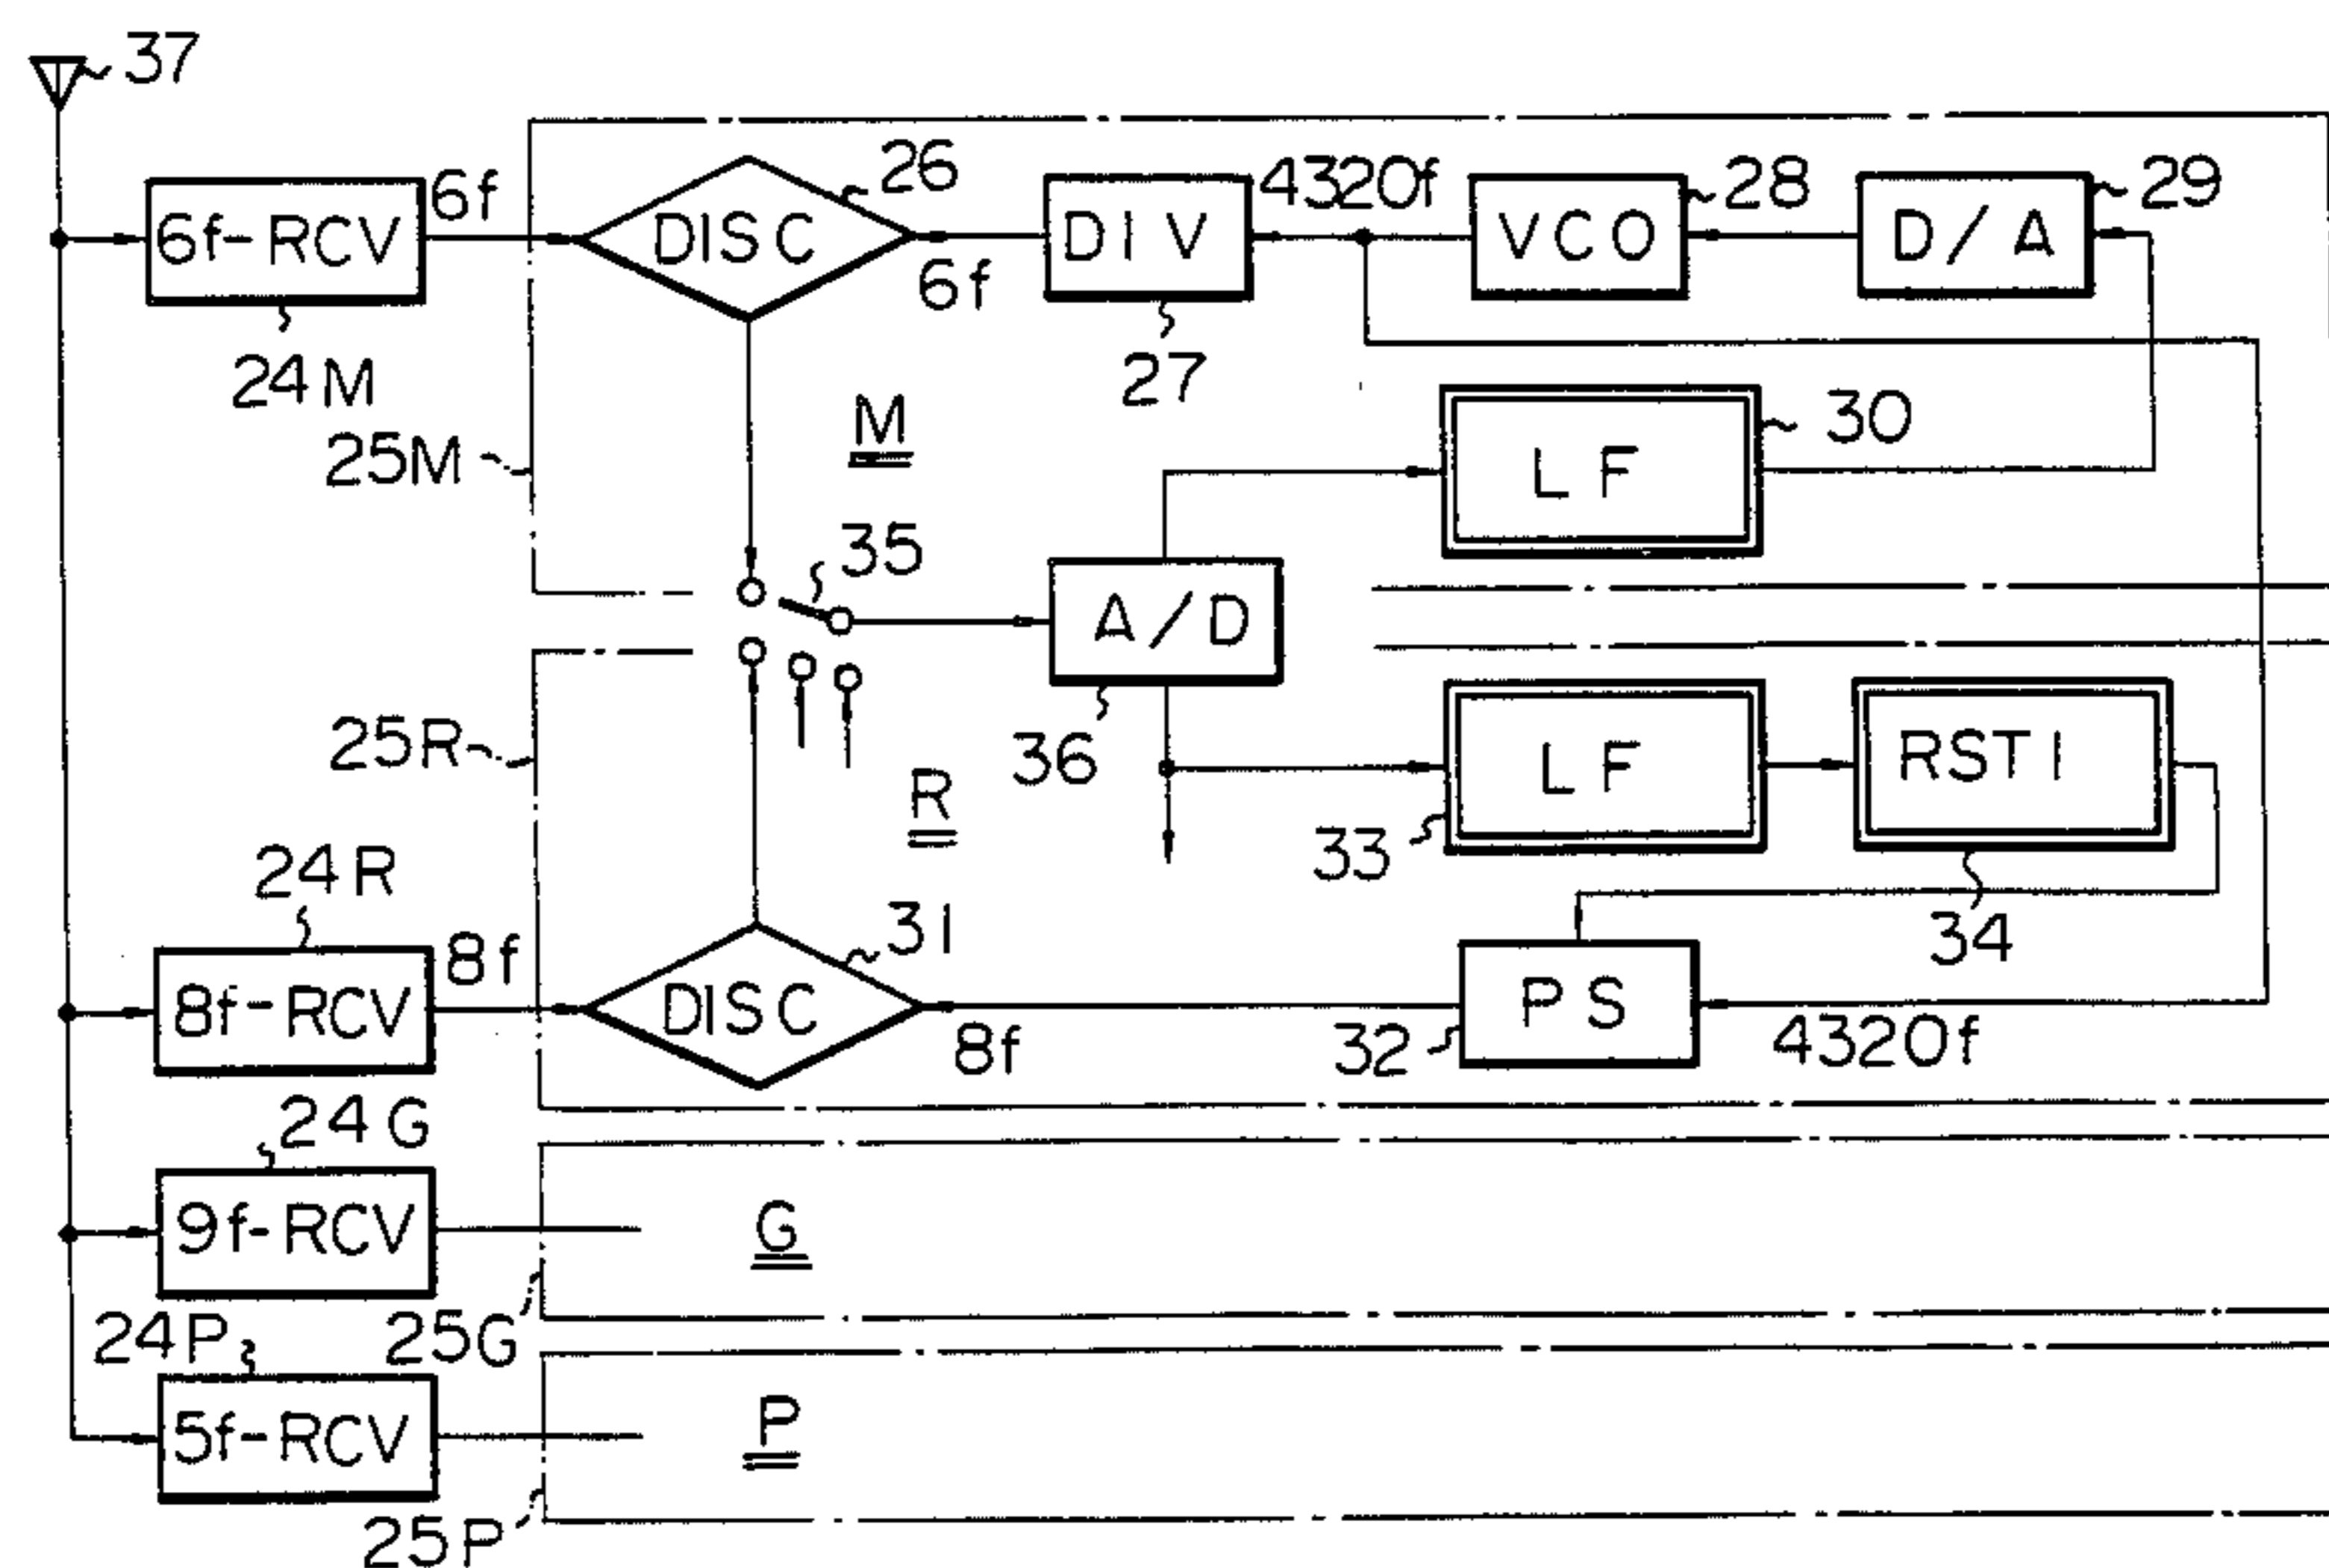 37
6f-RCV
6f
24M
25M
DISC
26
6f
DIV
27
4320f
VCO
28
D/A
29
M
LF
30
35
A/D
36
25R
R
LF
33
RST1
34
24R
8f-RCV
8f
DISC
31
8f
PS
32
4320f
24G
9f-RCV
25G
G
24P
5f-RCV
25P
P